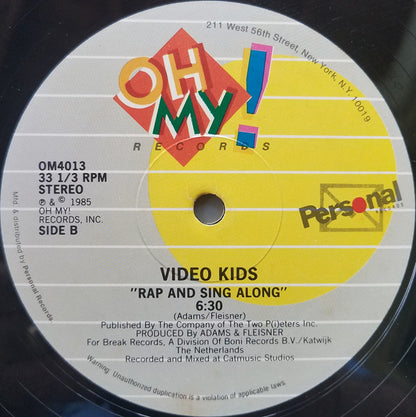 211 West 56th Street, New York, N.Y. 10019
OH
MY!
RECORDS
OM4013
33 1/3 RPM
STEREO
℗ & © 1985
OH MY!
RECORDS, INC.
SIDE B
Personal
RECORDS
Mfd & distributed by Personal Records.
VIDEO KIDS
"RAP AND SING ALONG"
6:30
(Adams/Fleisner)
Published By The Company of The Two P(i)eters Inc.
PRODUCED BY ADAMS & FLEISNER
For Break Records, A Division Of Boni Records B.V./Katwijk
The Netherlands
Recorded and Mixed at Catmusic Studios
Warning. Unauthorized duplication is a violation of applicable laws.